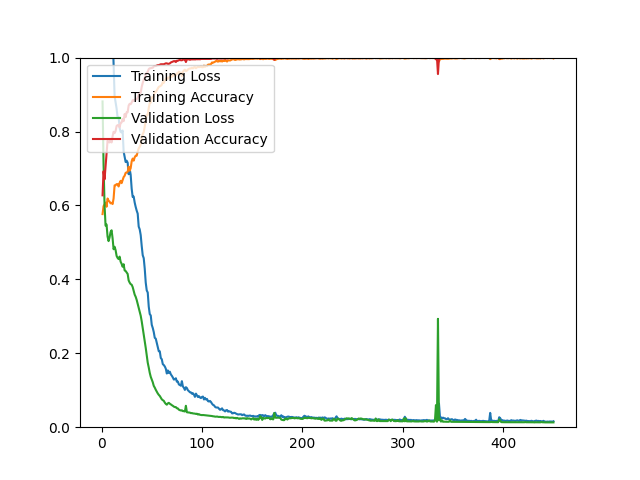 1.0
0.8
0.6
0.4
0.2
0.0
Training Loss
Training Accuracy
Validation Loss
Validation Accuracy
0 100 200 300 400